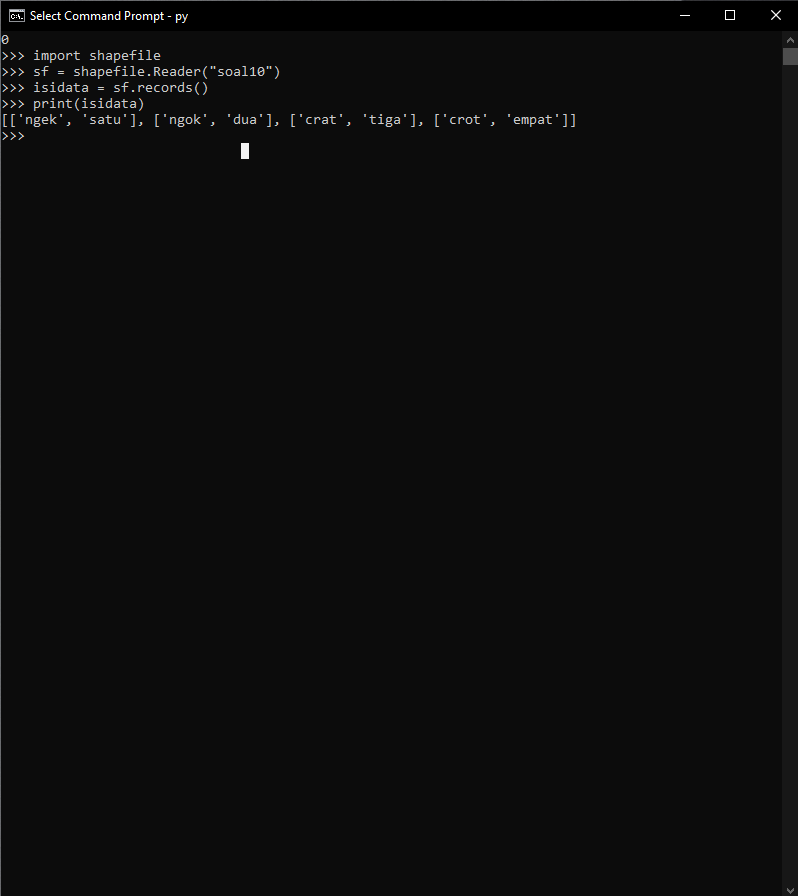 Select Command Prompt - py
0
>>> import shapefile
>>> sf = shapefile.Reader("soal10")
>>> isidata = sf.records()
>>> print(isidata)
[['ngek', 'satu'], ['ngok', 'dua'], ['crat', 'tiga'], ['crot', 'empat']]
>>>